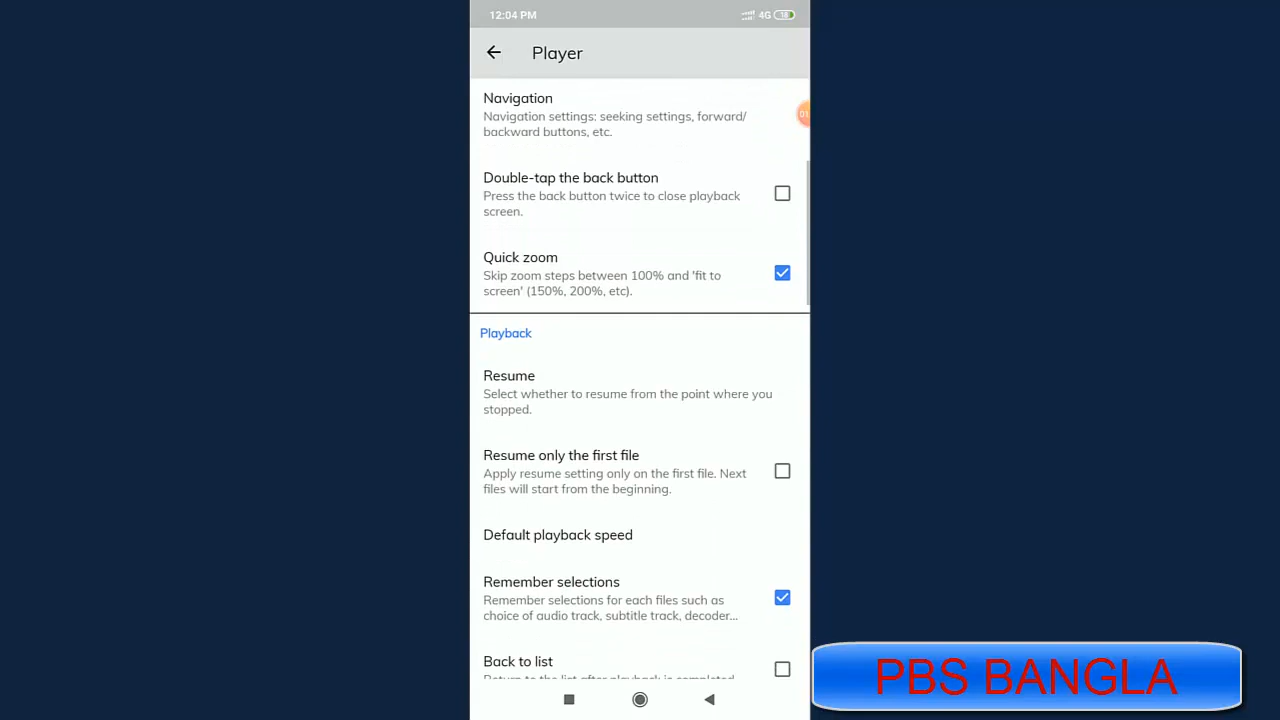 12:04 PM 4G 18
Player
Navigation
Navigation settings: seeking settings, forward/
backward buttons, etc.
01
Double-tap the back button
Press the back button twice to close playback
screen.
Quick zoom
Skip zoom steps between 100% and 'fit to
screen' (150%, 200%, etc).
Playback
Resume
Select whether to resume from the point where you
stopped.
Resume only the first file
Apply resume setting only on the first file. Next
files will start from the beginning.
Default playback speed
Remember selections
Remember selections for each files such as
choice of audio track, subtitle track, decoder...
Back to list
Return to the list after playback is completed
PBS BANGLA